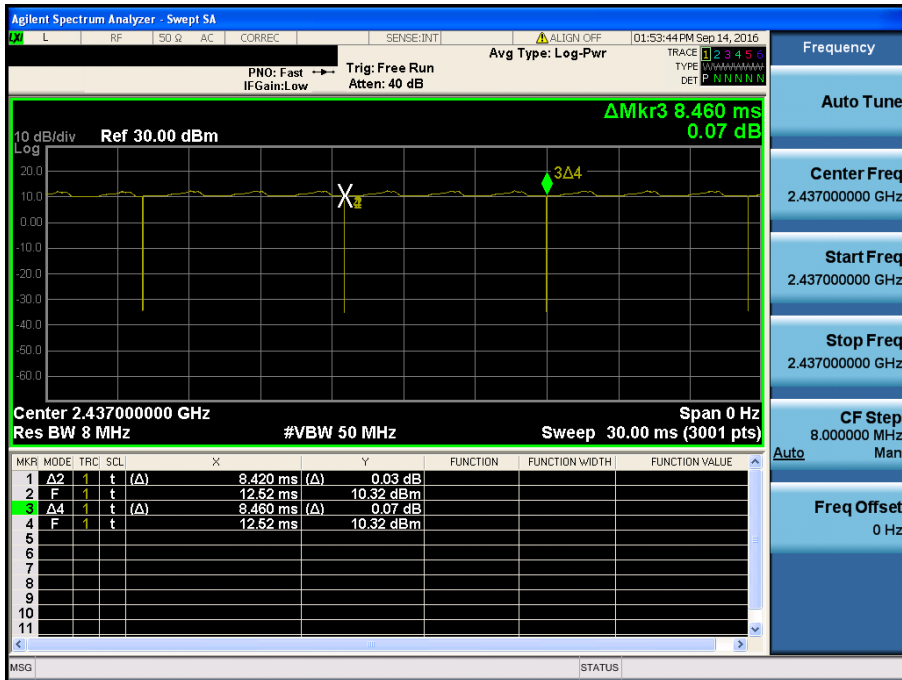 Agilent Spectrum Analyzer - Swept SA
LXI L RF 50 Ω AC CORREC SENSE:INT ALIGN OFF 01:53:44 PM Sep 14, 2016
Avg Type: Log-Pwr
TRACE 1 2 3 4 5 6
TYPE
DET P N N N N N
PNO: Fast Trig: Free Run
IFGain:Low Atten: 40 dB
ΔMkr3 8.460 ms
0.07 dB
10 dB/div Ref 30.00 dBm
Log
20.0
10.0
0.00
-10.0
-20.0
-30.0
-40.0
-50.0
-60.0
3Δ4
Center 2.437000000 GHz Span 0 Hz
Res BW 8 MHz #VBW 50 MHz Sweep 30.00 ms (3001 pts)
MKR MODE TRC SCL X Y FUNCTION FUNCTION WIDTH FUNCTION VALUE
1 Δ2 1 t (Δ) 8.420 ms (Δ) 0.03 dB
2 F 1 t 12.52 ms 10.32 dBm
3 Δ4 1 t (Δ) 8.460 ms (Δ) 0.07 dB
4 F 1 t 12.52 ms 10.32 dBm
5
6
7
8
9
10
11
MSG STATUS
Frequency
Auto Tune
Center Freq
2.437000000 GHz
Start Freq
2.437000000 GHz
Stop Freq
2.437000000 GHz
CF Step
8.000000 MHz
Auto Man
Freq Offset
0 Hz